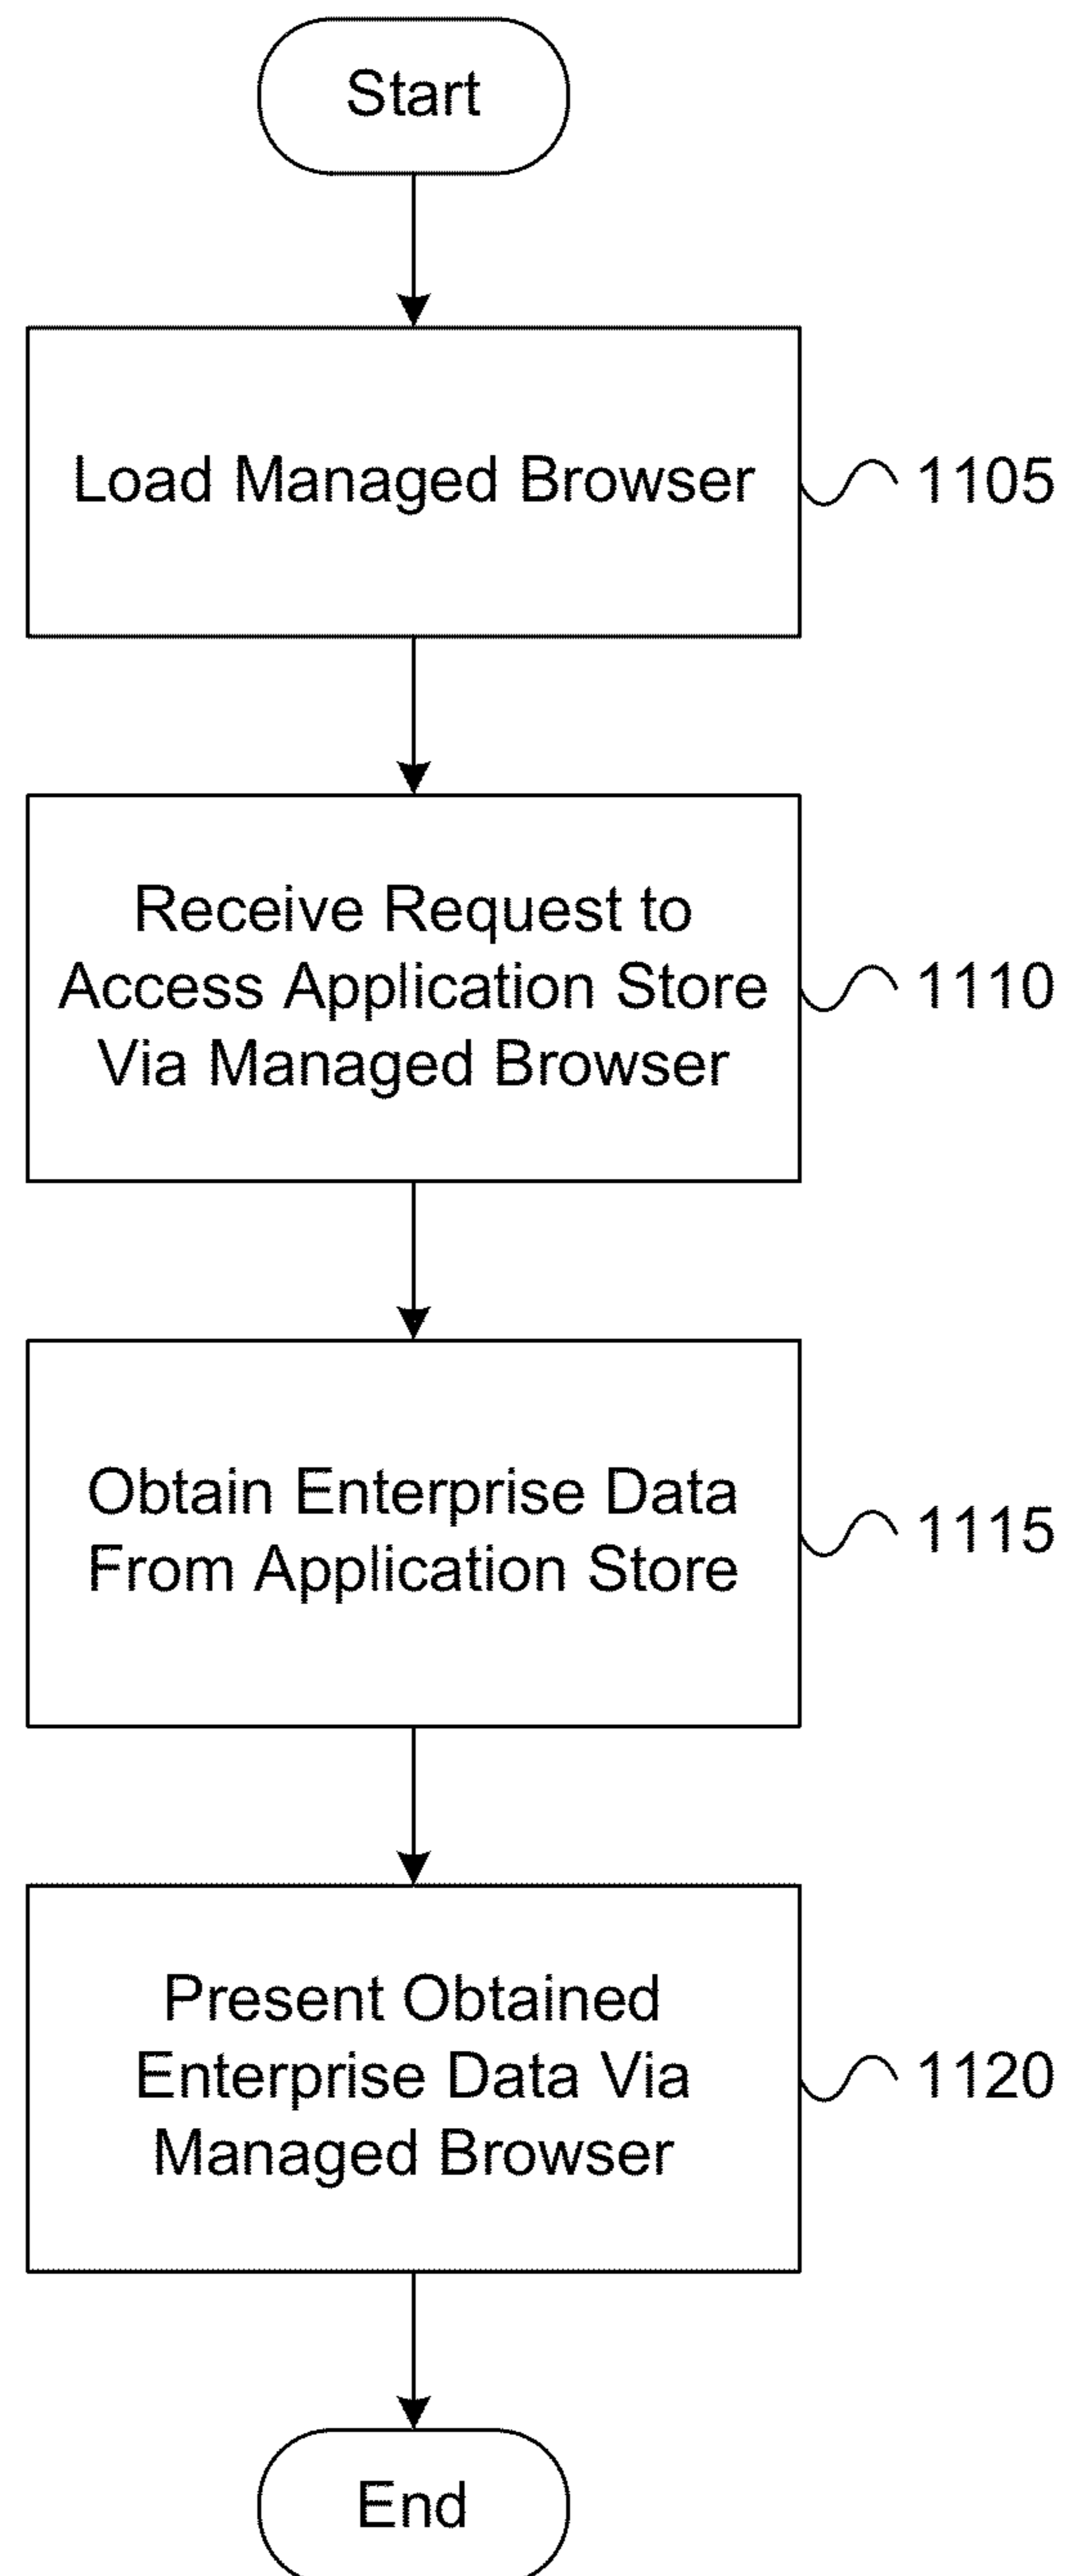 Start
Load Managed Browser
1105
Receive Request to
Access Application Store
Via Managed Browser
1110
Obtain Enterprise Data
From Application Store
1115
Present Obtained
Enterprise Data Via
Managed Browser
1120
End